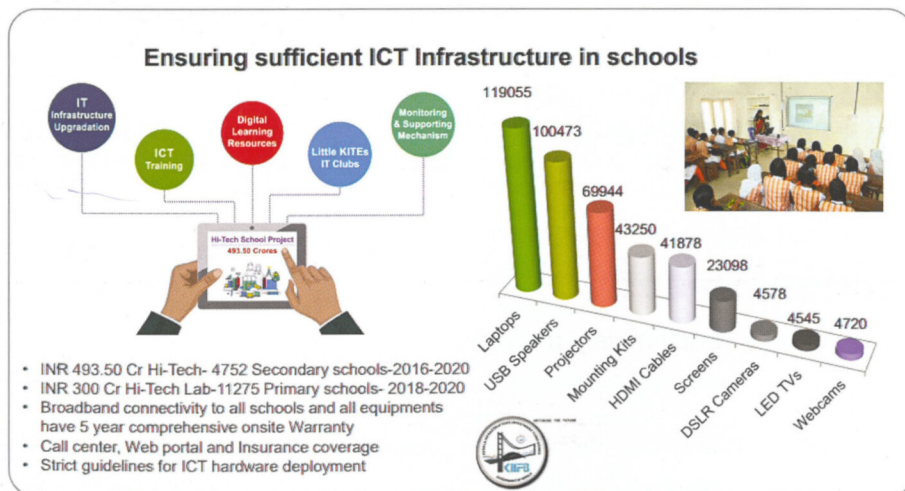 Ensuring sufficient ICT Infrastructure in schools
IT
Infrastructure
Upgradation
ICT
Training
Digital
Learning
Resources
Little KITEs
IT Clubs
Monitoring
& Supporting
Mechanism
Hi-Tech School Project
493.50 Crores
119055
100473
69944
43250
41878
23098
4578
4545
4720
Laptops
USB Speakers
Projectors
Mounting Kits
HDMI Cables
Screens
DSLR Cameras
LED TVs
Webcams
• INR 493.50 Cr Hi-Tech- 4752 Secondary schools-2016-2020
• INR 300 Cr Hi-Tech Lab-11275 Primary schools- 2018-2020
• Broadband connectivity to all schools and all equipments
have 5 year comprehensive onsite Warranty
• Call center, Web portal and Insurance coverage
• Strict guidelines for ICT hardware deployment
KIIFB